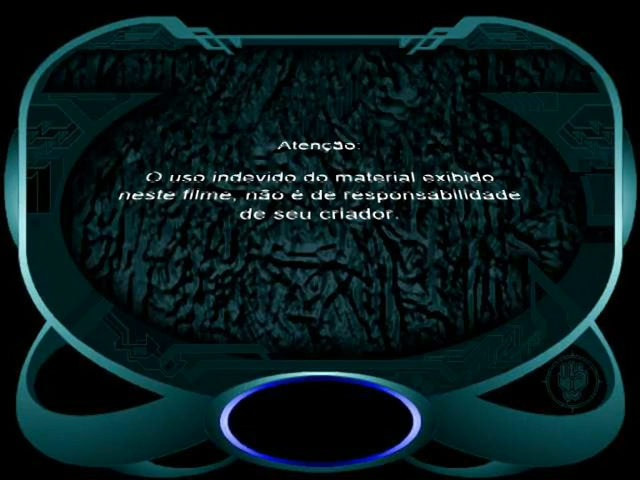 Atenção:
O uso indevido do material exibido
neste filme, não é de responsabilidade
de seu criador.